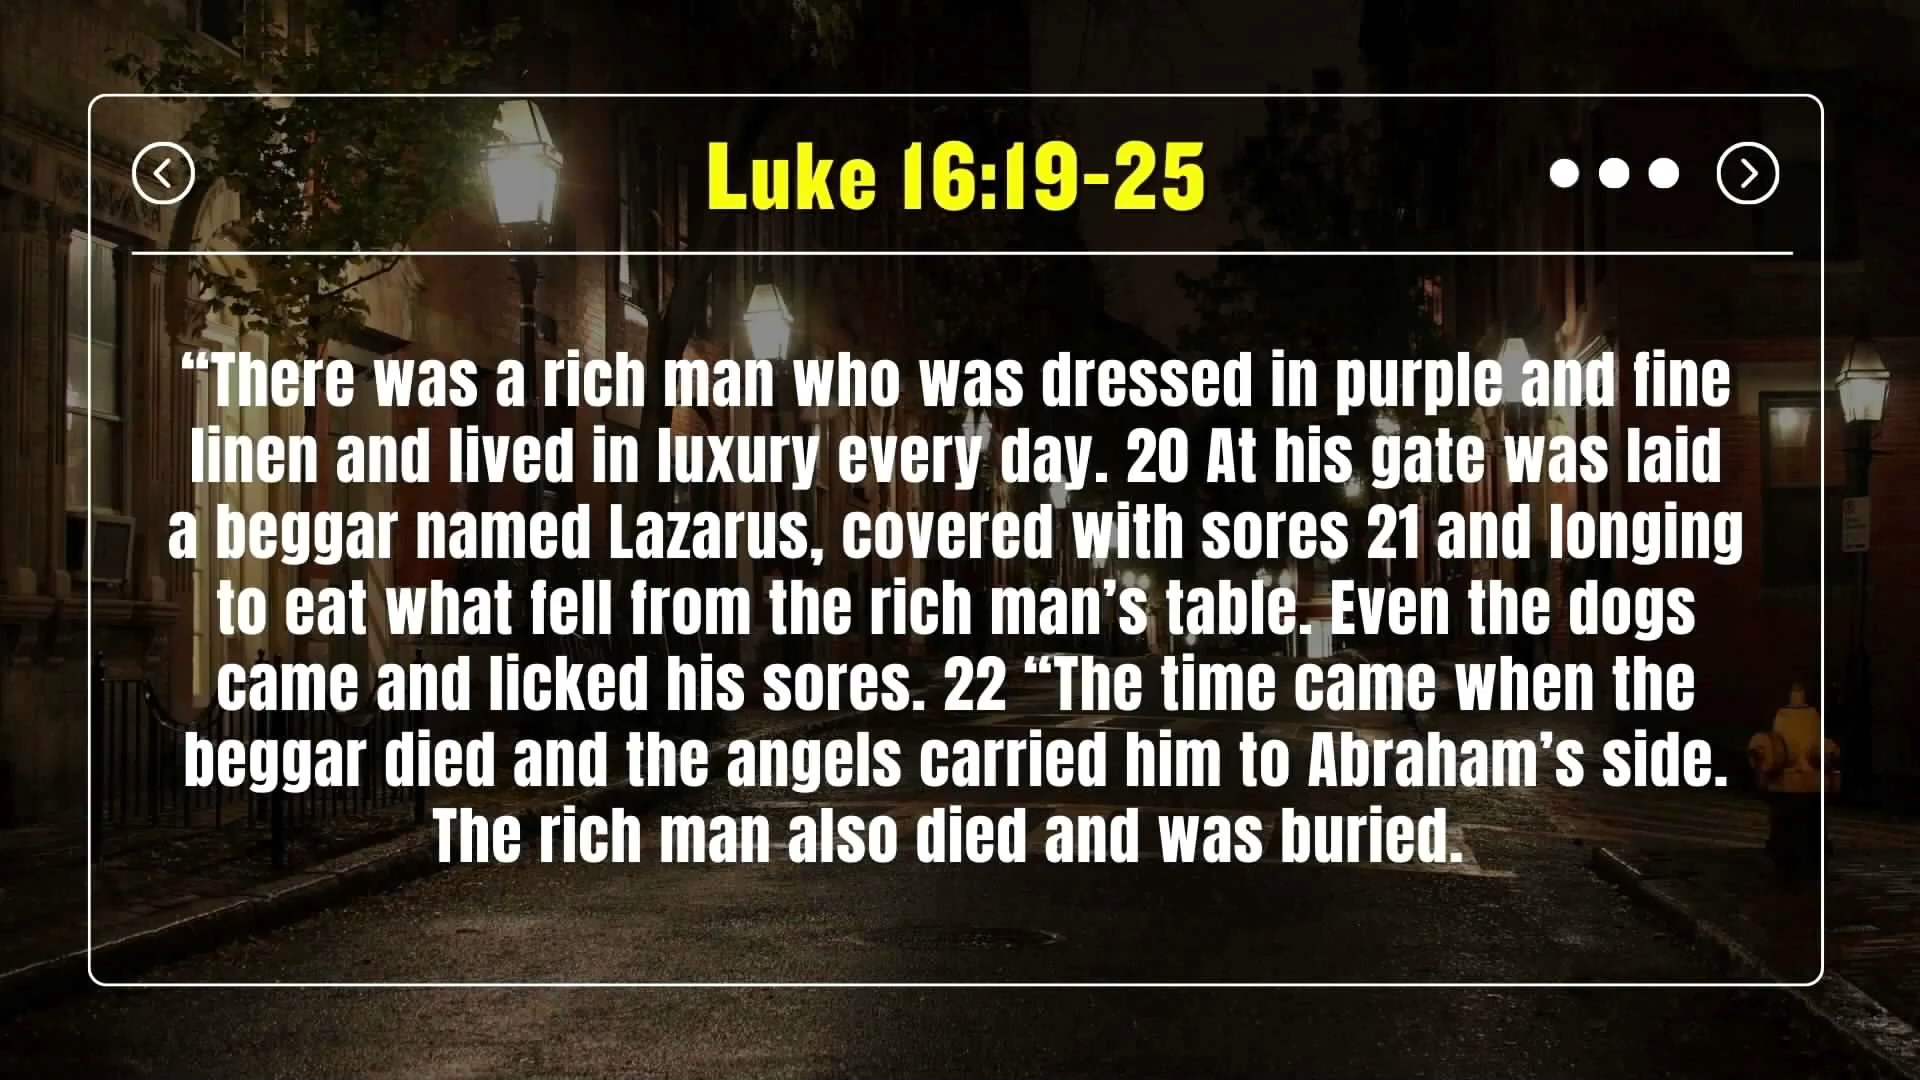 Luke 16:19-25
“There was a rich man who was dressed in purple and fine
linen and lived in luxury every day. 20 At his gate was laid
a beggar named Lazarus, covered with sores 21 and longing
to eat what fell from the rich man’s table. Even the dogs
came and licked his sores. 22 “The time came when the
beggar died and the angels carried him to Abraham’s side.
The rich man also died and was buried.